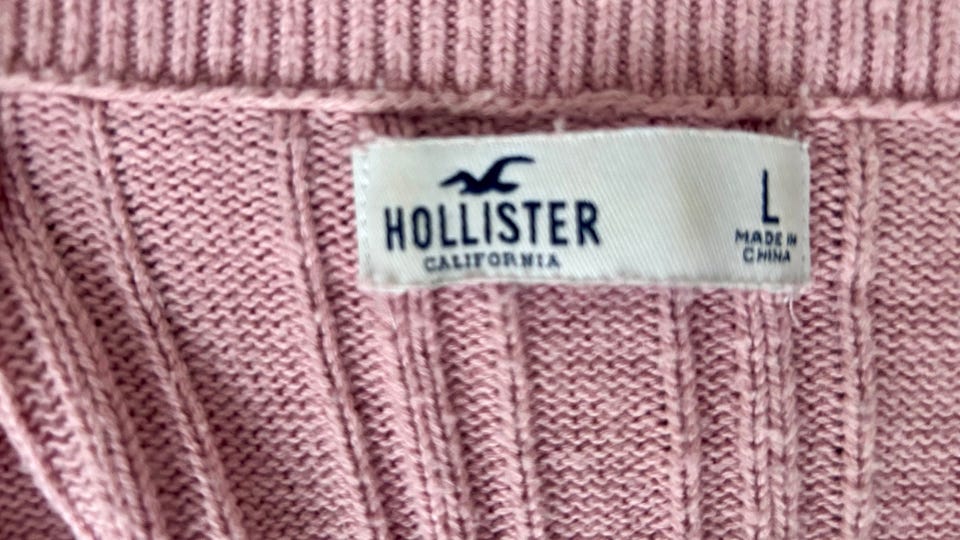 HOLLISTER
CALIFORNIA
L
MADE IN
CHINA